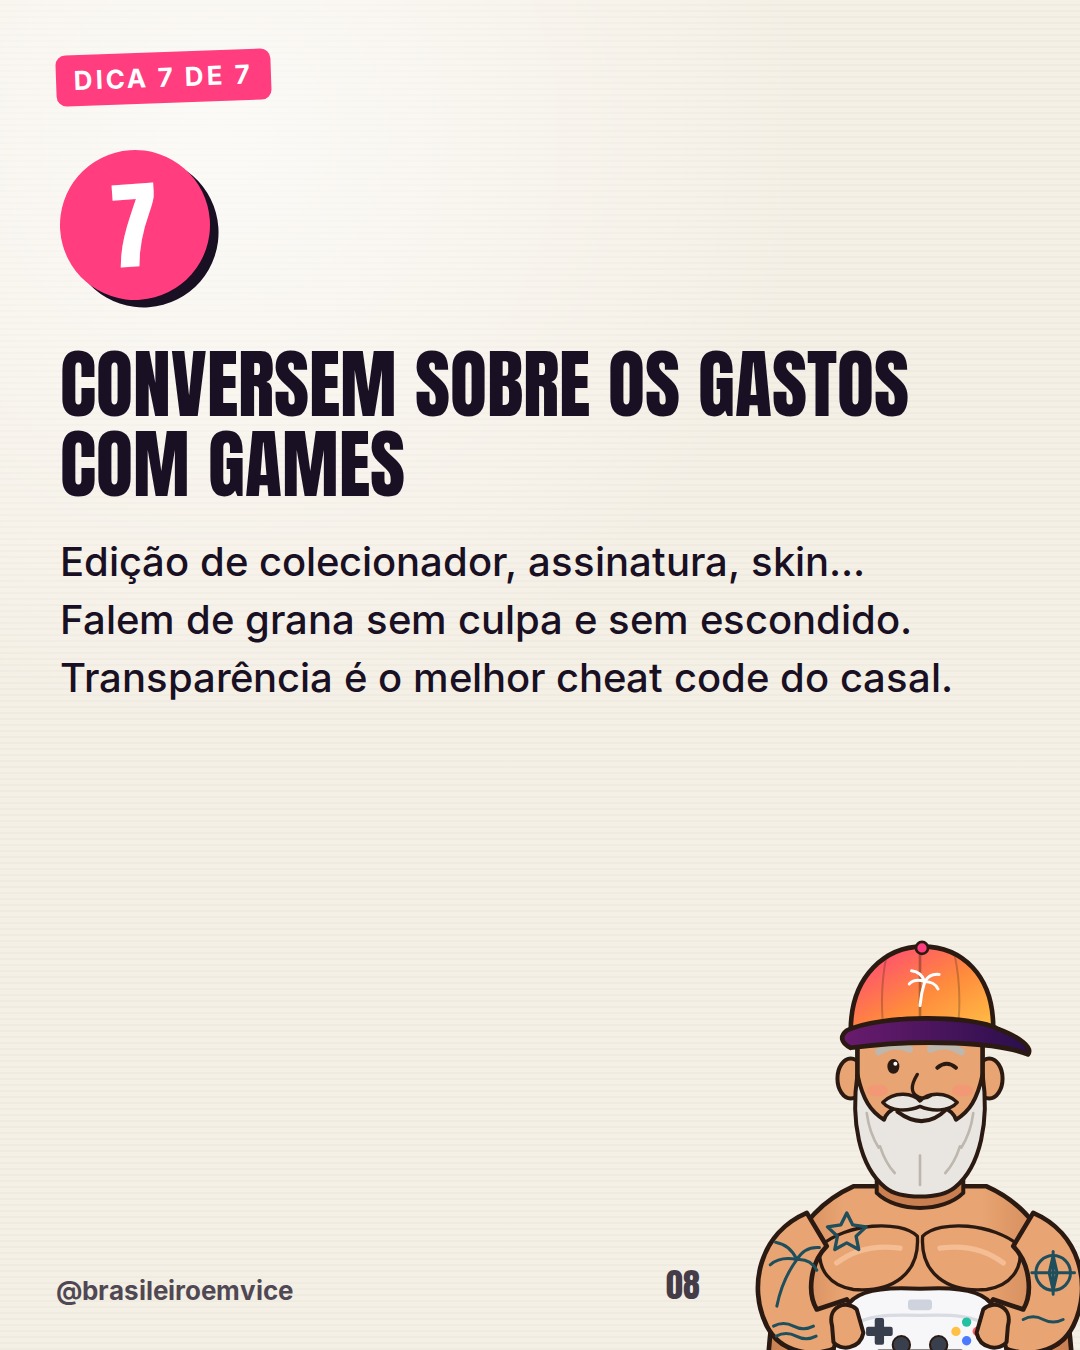 DICA 7 DE 7
7
CONVERSEM SOBRE OS GASTOS
COM GAMES
Edição de colecionador, assinatura, skin...
Falem de grana sem culpa e sem escondido.
Transparência é o melhor cheat code do casal.
@brasileiroemvice
08